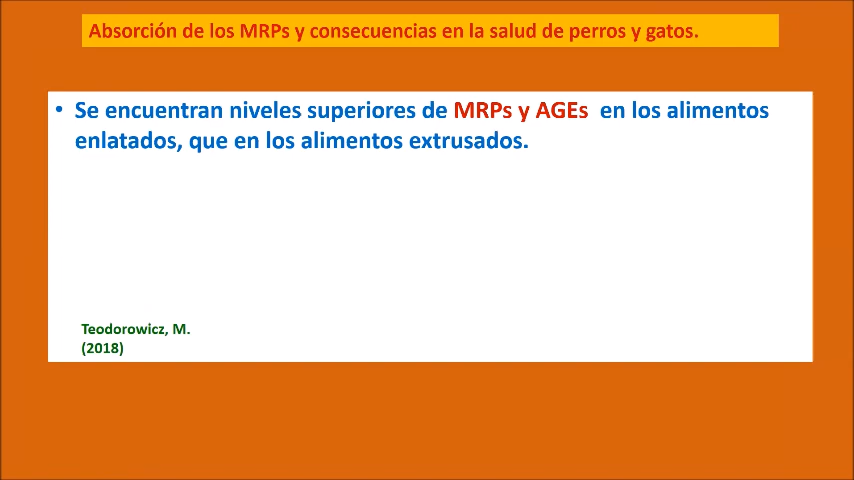 Absorción de los MRPs y consecuencias en la salud de perros y gatos.
• Se encuentran niveles superiores de MRPs y AGEs en los alimentos
enlatados, que en los alimentos extrusados.
Teodorowicz, M.
(2018)